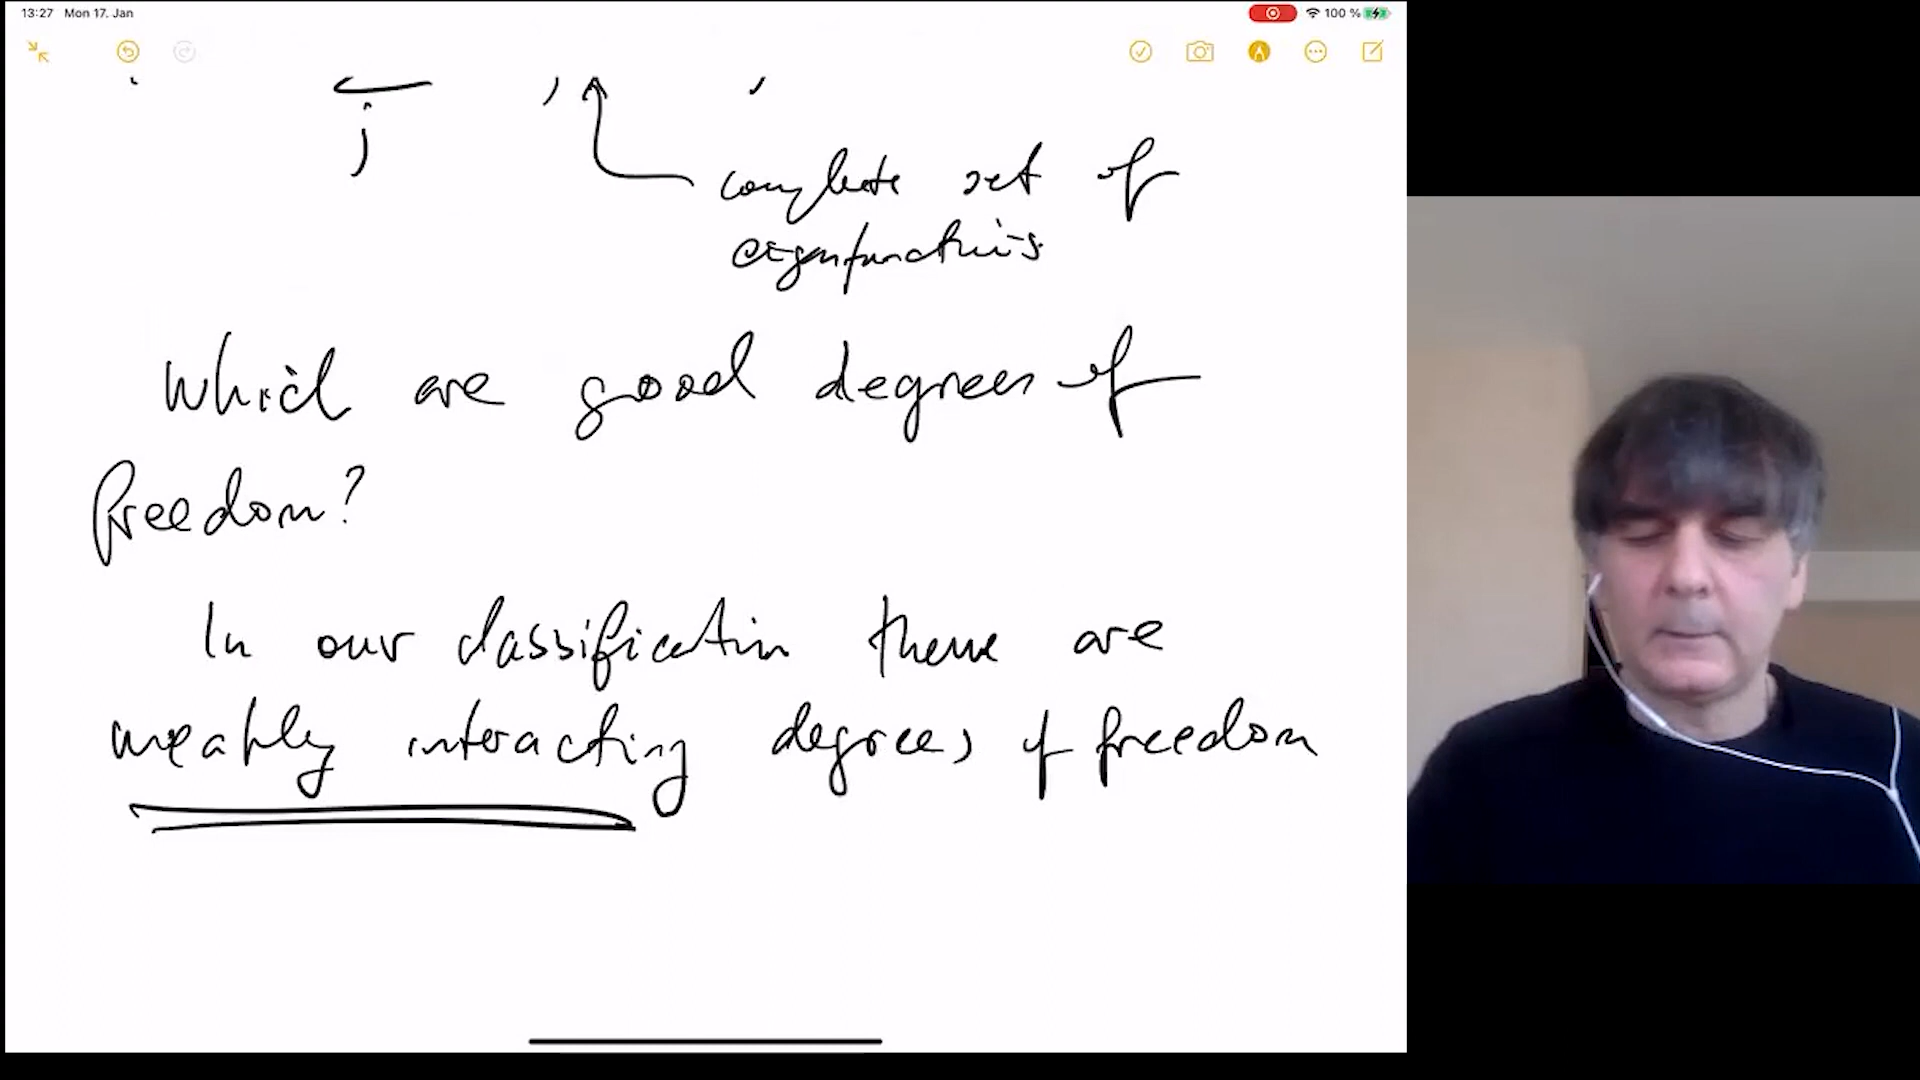 13:27 Mon 17. Jan 100 %
j
complete set of
eigenfunctions
Which are good degrees of
freedom?
In our classification these are
weakly interacting degrees of freedom